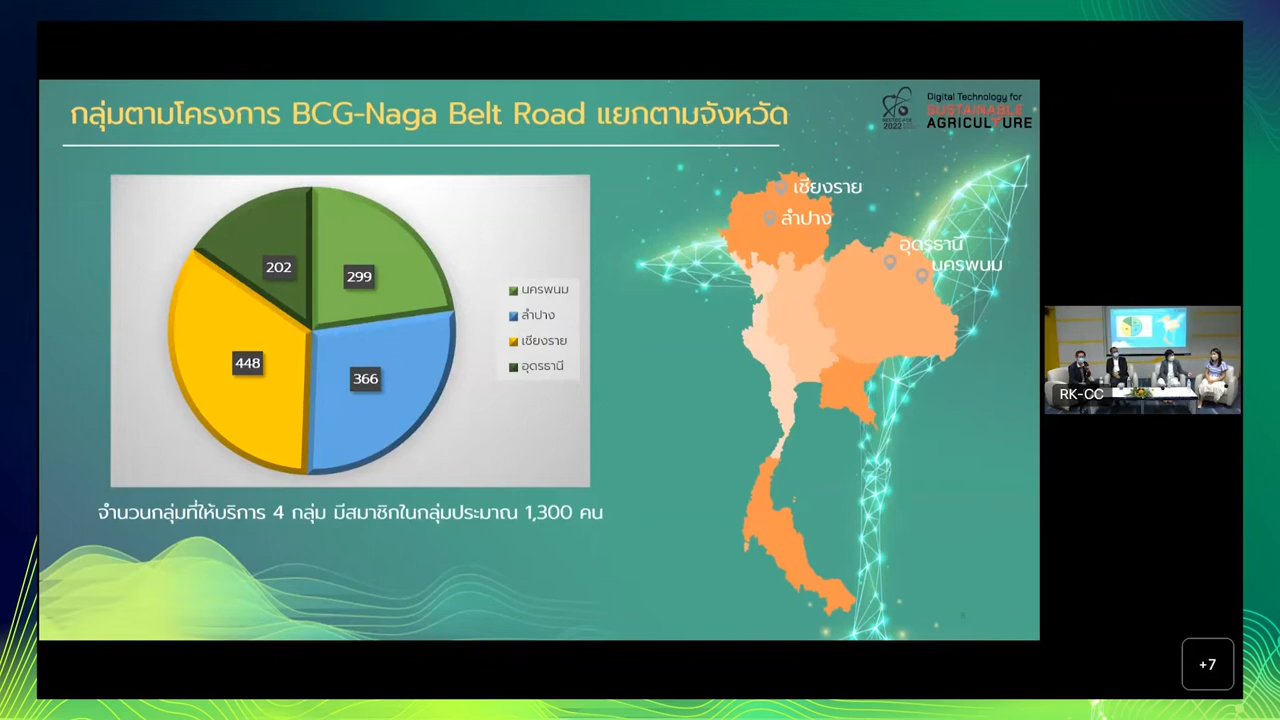 กลุ่มตามโครงการ BCG-Naga Belt Road แยกตามจังหวัด
2022
Digital Technology for
SUSTAINABLE
AGRICULTURE
202
299
448
366
นครพนม
ลำปาง
เชียงราย
อุดรธานี
จำนวนกลุ่มที่ให้บริการ 4 กลุ่ม มีสมาชิกในกลุ่มประมาณ 1,300 คน
เชียงราย
ลำปาง
อุดรธานี
นครพนม
RK-CC
+7